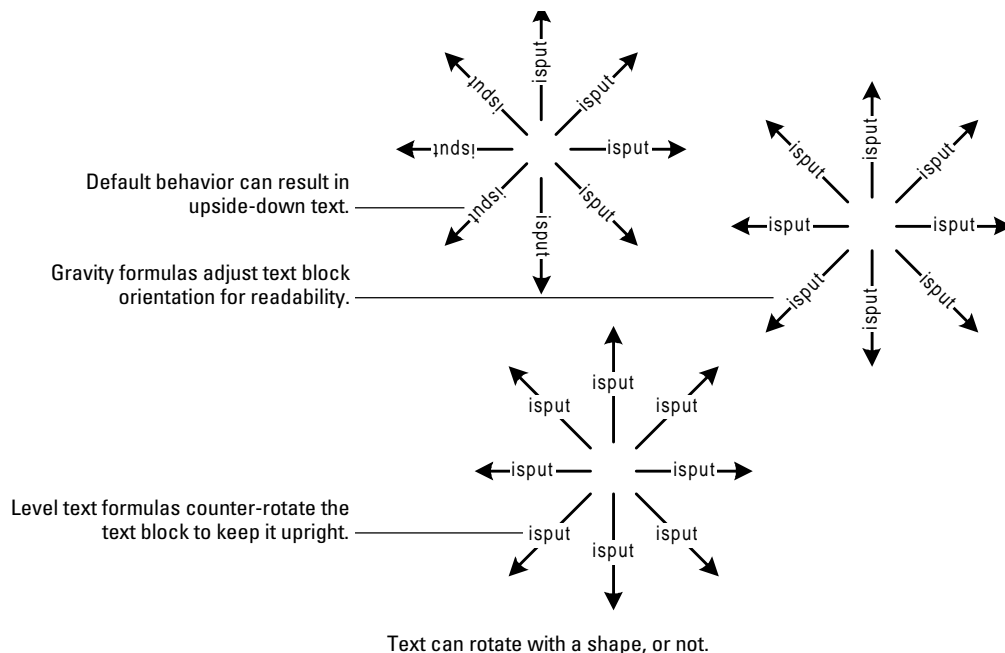 isput
isput
isput
isput
isput
isput
isput
isput
Default behavior can result in
upside-down text.
isput
isput
isput
isput
isput
isput
isput
isput
Gravity formulas adjust text block
orientation for readability.
isput
isput
isput
isput
isput
isput
isput
isput
Level text formulas counter-rotate the
text block to keep it upright.
Text can rotate with a shape, or not.